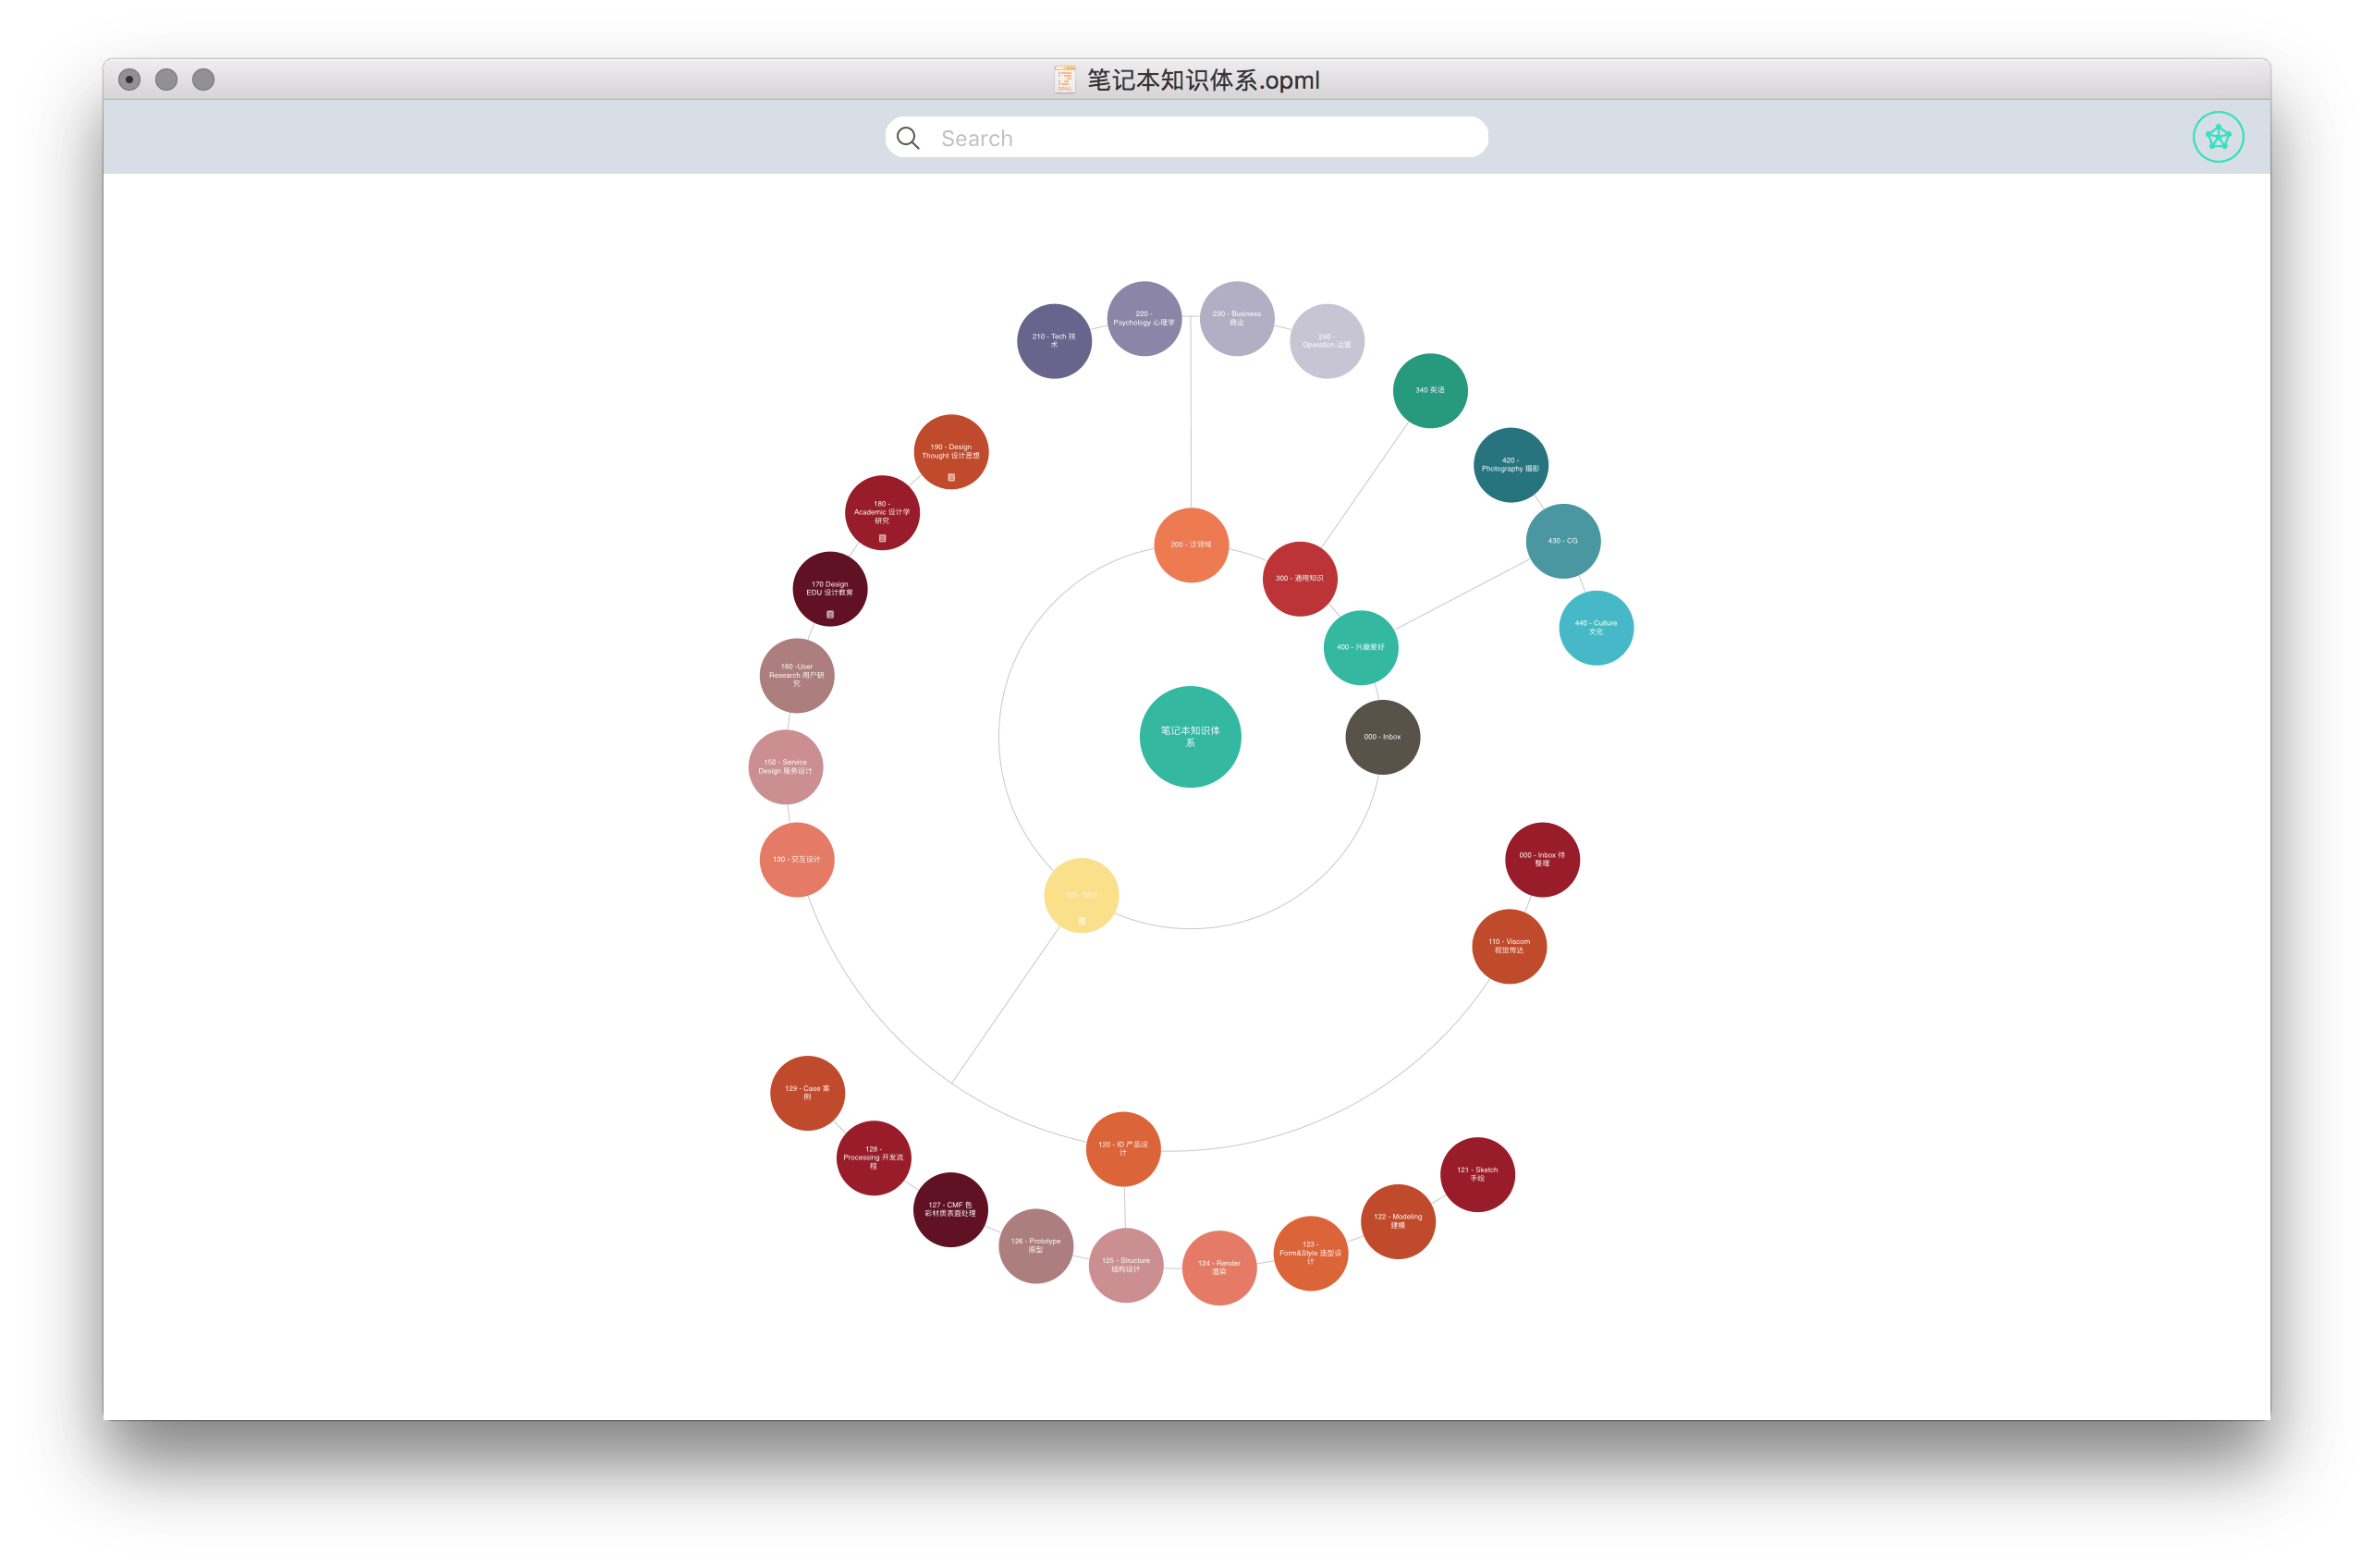 笔记本知识体系.opml
Search
220 -
Psychology 心理学
230 - Business
商业
210 - Tech 技
术
240 -
Operation 运营
340 英语
190 - Design
Thought 设计思想
420 -
Photography 摄影
180 -
Academic 设计学
研究
430 - CG
200 - 泛领域
300 - 通用知识
170 Design
EDU 设计教育
440 - Culture
文化
400 - 兴趣爱好
160 -User
Research 用户研
究
笔记本知识体
系
000 - Inbox
150 - Service
Design 服务设计
130 - 交互设计
000 - Inbox 待
整理
100 - 设计
110 - Viscom
视觉传达
129 - Case 案
例
120 - ID 产品设
计
128 -
Processing 开发流
程
121 - Sketch
手绘
127 - CMF 色
彩材质表面处理
122 - Modeling
建模
126 - Prototype
原型
123 -
Form&Style 造型设
计
125 - Structure
结构设计
124 - Render
渲染